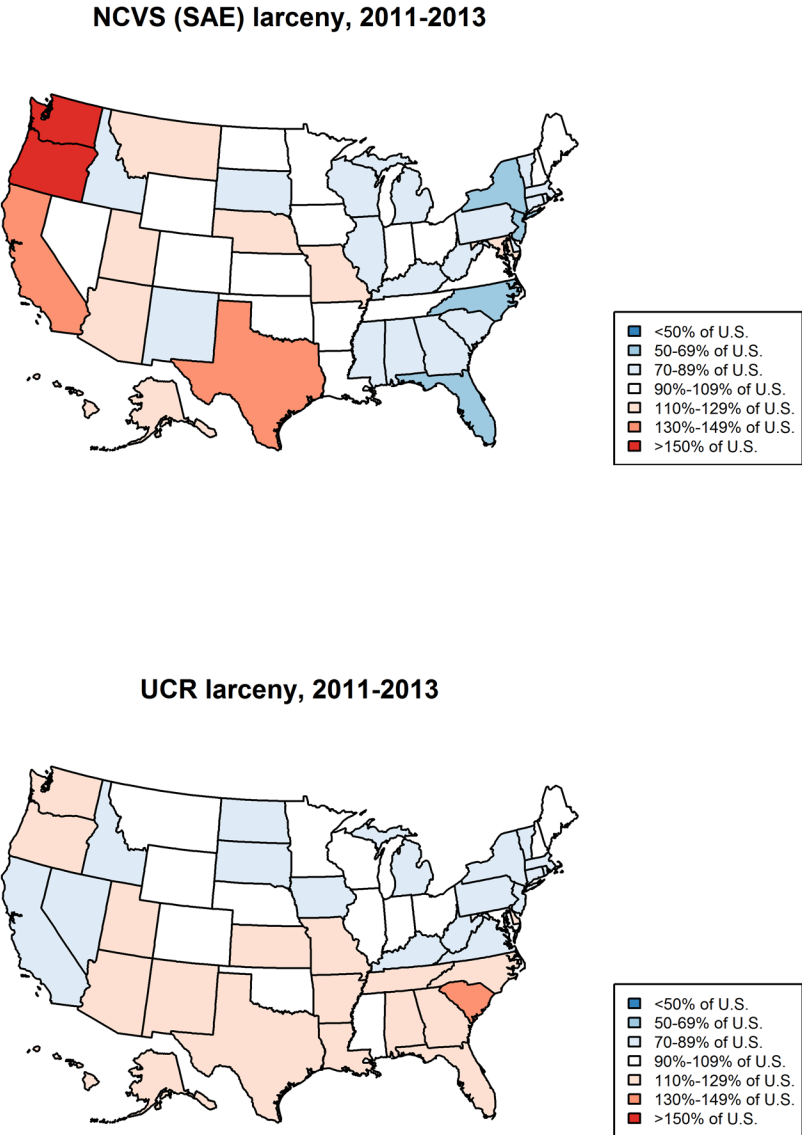 NCVS (SAE) larceny, 2011-2013
<50% of U.S.
50-69% of U.S.
70-89% of U.S.
90%-109% of U.S.
110%-129% of U.S.
130%-149% of U.S.
>150% of U.S.
UCR larceny, 2011-2013
<50% of U.S.
50-69% of U.S.
70-89% of U.S.
90%-109% of U.S.
110%-129% of U.S.
130%-149% of U.S.
>150% of U.S.